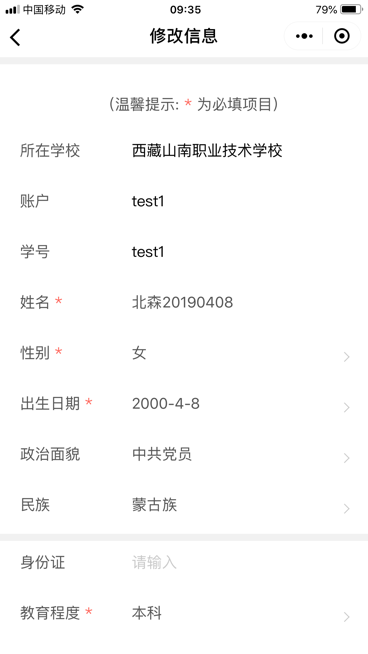 中国移动 09:35 79%
修改信息
(温馨提示: * 为必填项目)
所在学校 西藏山南职业技术学校
账户 test1
学号 test1
姓名 * 北森20190408
性别 * 女
出生日期 * 2000-4-8
政治面貌 中共党员
民族 蒙古族
身份证 请输入
教育程度 * 本科